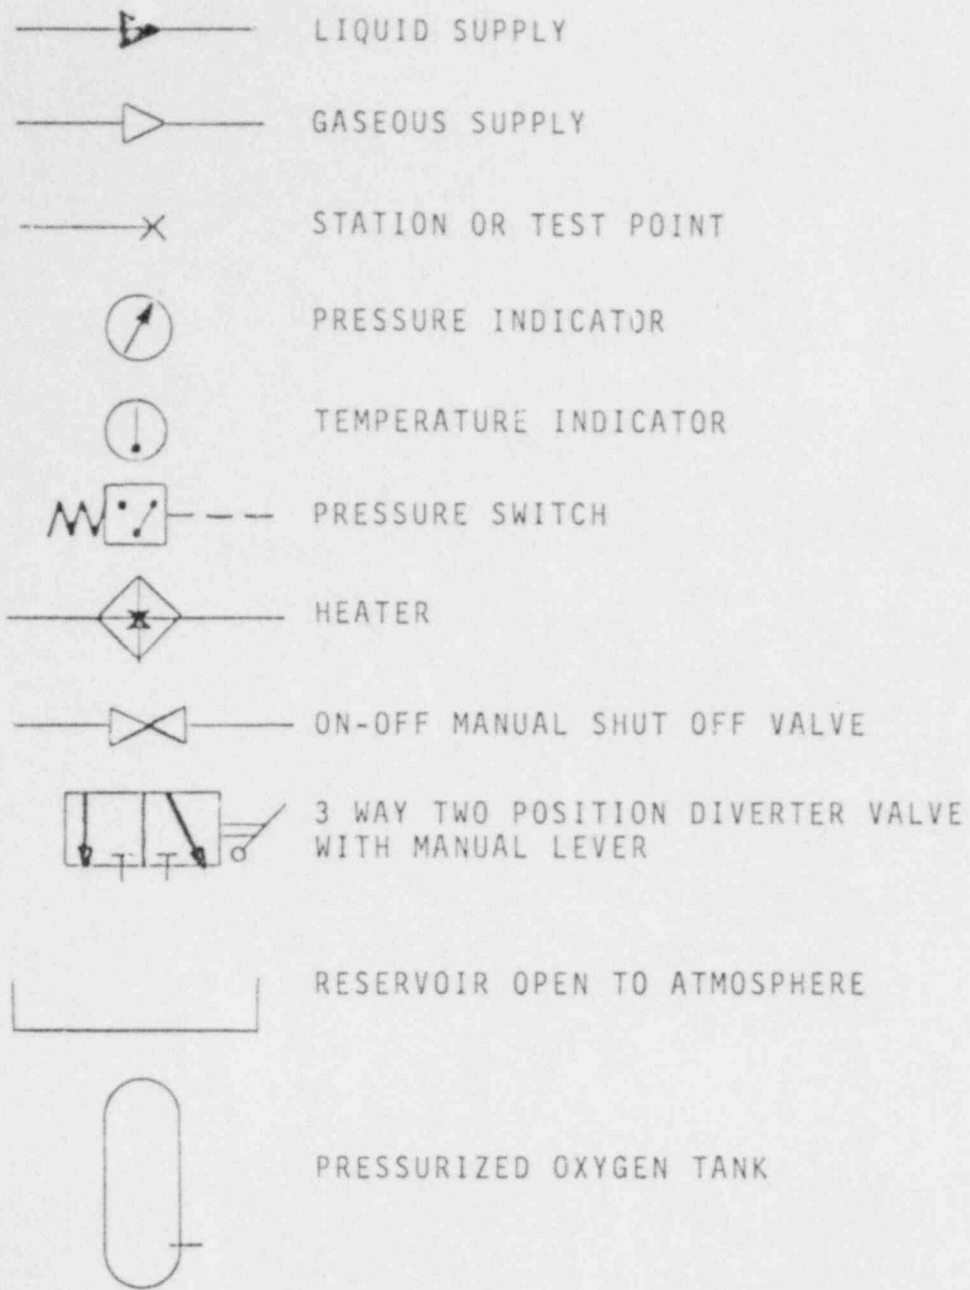 LIQUID SUPPLY
GASEOUS SUPPLY
STATION OR TEST POINT
PRESSURE INDICATOR
TEMPERATURE INDICATOR
PRESSURE SWITCH
HEATER
ON-OFF MANUAL SHUT OFF VALVE
3 WAY TWO POSITION DIVERTER VALVE
WITH MANUAL LEVER
RESERVOIR OPEN TO ATMOSPHERE
PRESSURIZED OXYGEN TANK